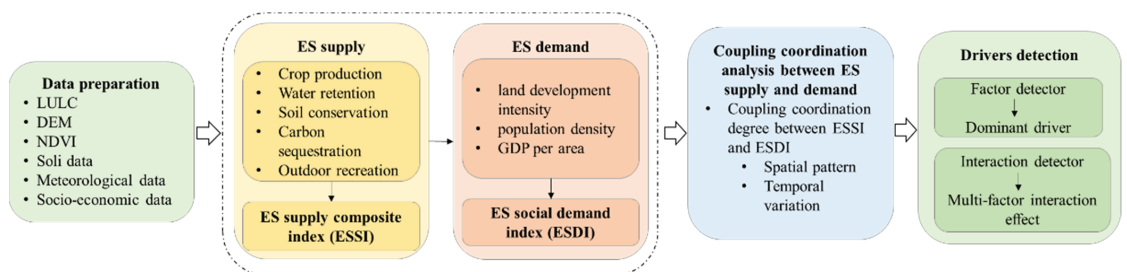 Data preparation
• LULC
• DEM
• NDVI
• Soli data
• Meteorological data
• Socio-economic data
ES supply
• Crop production
• Water retention
• Soil conservation
• Carbon
sequestration
• Outdoor recreation
ES supply composite
index (ESSI)
ES demand
• land development
intensity
• population density
• GDP per area
ES social demand
index (ESDI)
Coupling coordination
analysis between ES
supply and demand
• Coupling coordination
degree between ESSI
and ESDI
• Spatial pattern
• Temporal
variation
Drivers detection
Factor detector
Dominant driver
Interaction detector
Multi-factor interaction
effect